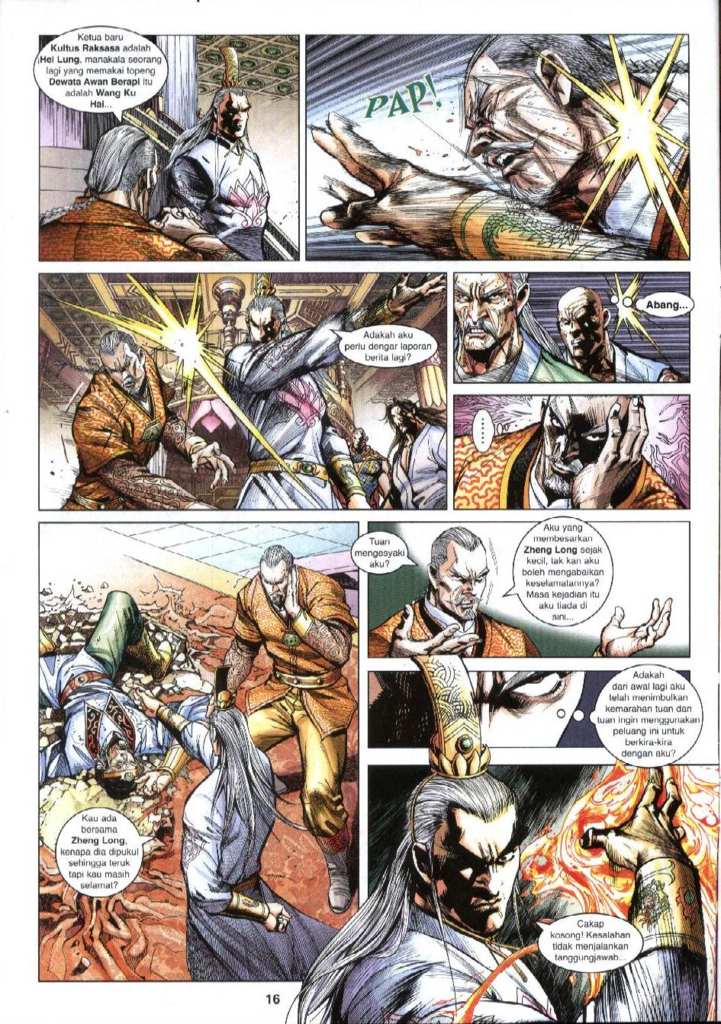 Ketua baru
Kultus Raksasa adalah
Hei Lung, manakala seorang
lagi yang memakai topeng
Dewata Awan Berapi itu
adalah Wang Ku
Hai...
PAP!
Adakah aku
perlu dengar laporan
berita lagi?
Abang...
......
Tuan
mengesyaki
aku?
Aku yang
membesarkan
Zheng Long sejak
kecil, tak kan aku
boleh mengabaikan
keselamatannya?
Masa kejadian itu
aku tiada di
sini...
Adakah
dari awal lagi aku
telah menimbulkan
kemarahan tuan dan
tuan ingin menggunakan
peluang ini untuk
berkira-kira
dengan aku?
Kau ada
bersama
Zheng Long,
kenapa dia dipukul
sehingga teruk
tapi kau masih
selamat?
Cakap
kosong! Kesalahan
tidak menjalankan
tanggungjawab...
16